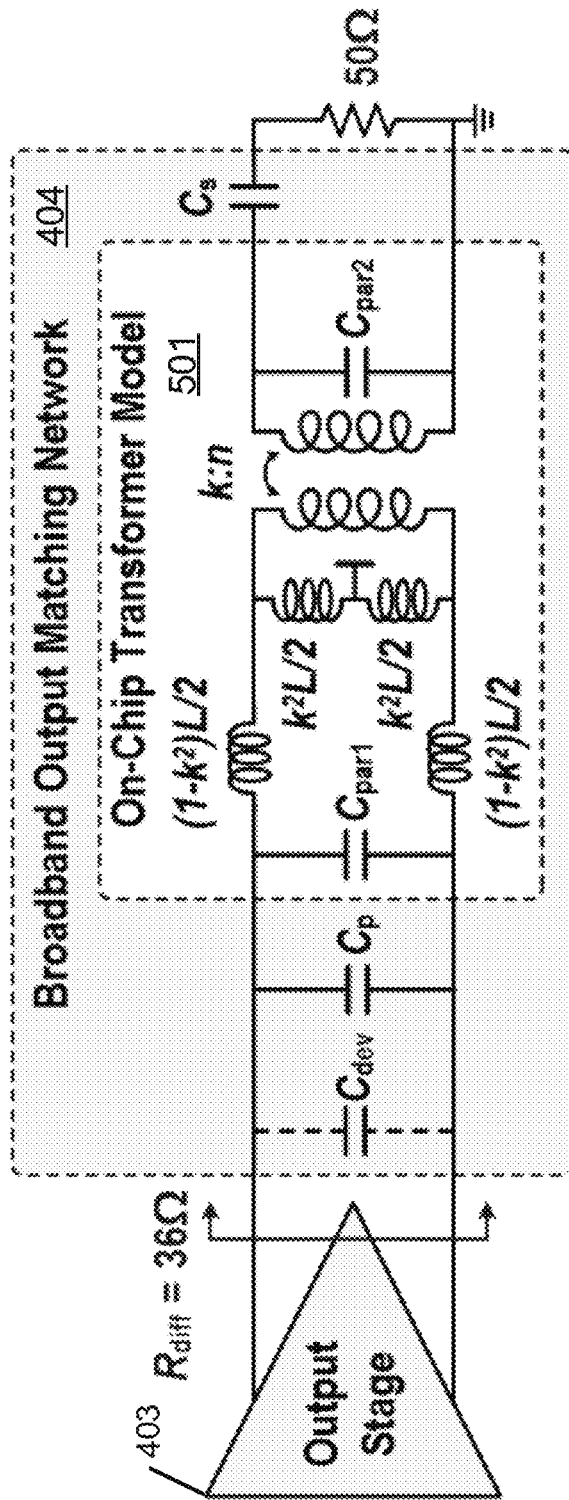 Broadband Output Matching Network 404
On-Chip Transformer Model
501
403
R_diff = 36Ω
Output
Stage
C_dev
C_p
C_par1
(1-k²)L/2
(1-k²)L/2
k²L/2
k²L/2
k:n
C_par2
C_s
50Ω